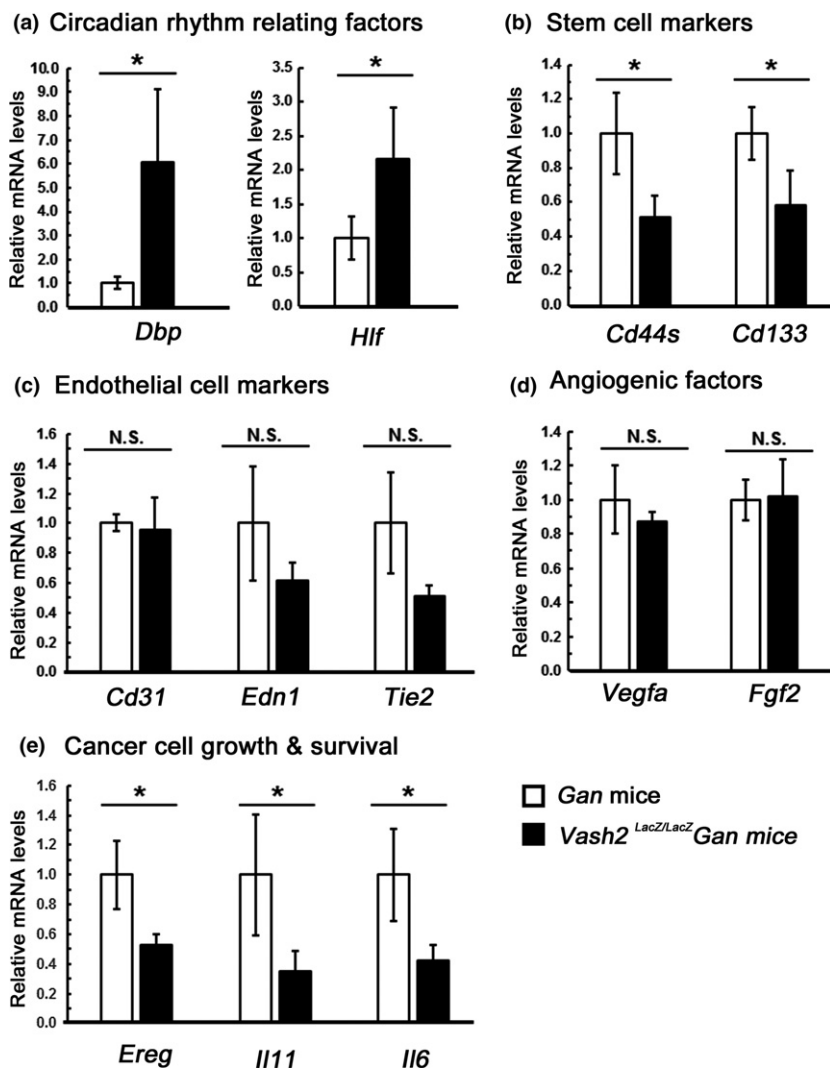 (a) Circadian rhythm relating factors
*
10.0
9.0
8.0
7.0
6.0
5.0
4.0
3.0
2.0
1.0
0.0
Relative mRNA levels
Dbp
*
3.5
3.0
2.5
2.0
1.5
1.0
0.5
0.0
Relative mRNA levels
Hlf
(b) Stem cell markers
* *
1.4
1.2
1.0
0.8
0.6
0.4
0.2
0.0
Relative mRNA levels
Cd44s Cd133
(c) Endothelial cell markers
N.S. N.S. N.S.
1.6
1.4
1.2
1.0
0.8
0.6
0.4
0.2
0.0
Relative mRNA levels
Cd31 Edn1 Tie2
(d) Angiogenic factors
N.S. N.S.
1.4
1.2
1.0
0.8
0.6
0.4
0.2
0.0
Relative mRNA levels
Vegfa Fgf2
(e) Cancer cell growth & survival
* * *
1.6
1.4
1.2
1.0
0.8
0.6
0.4
0.2
0.0
Relative mRNA levels
Ereg Il11 Il6
Gan mice
Vash2 LacZ/LacZ Gan mice